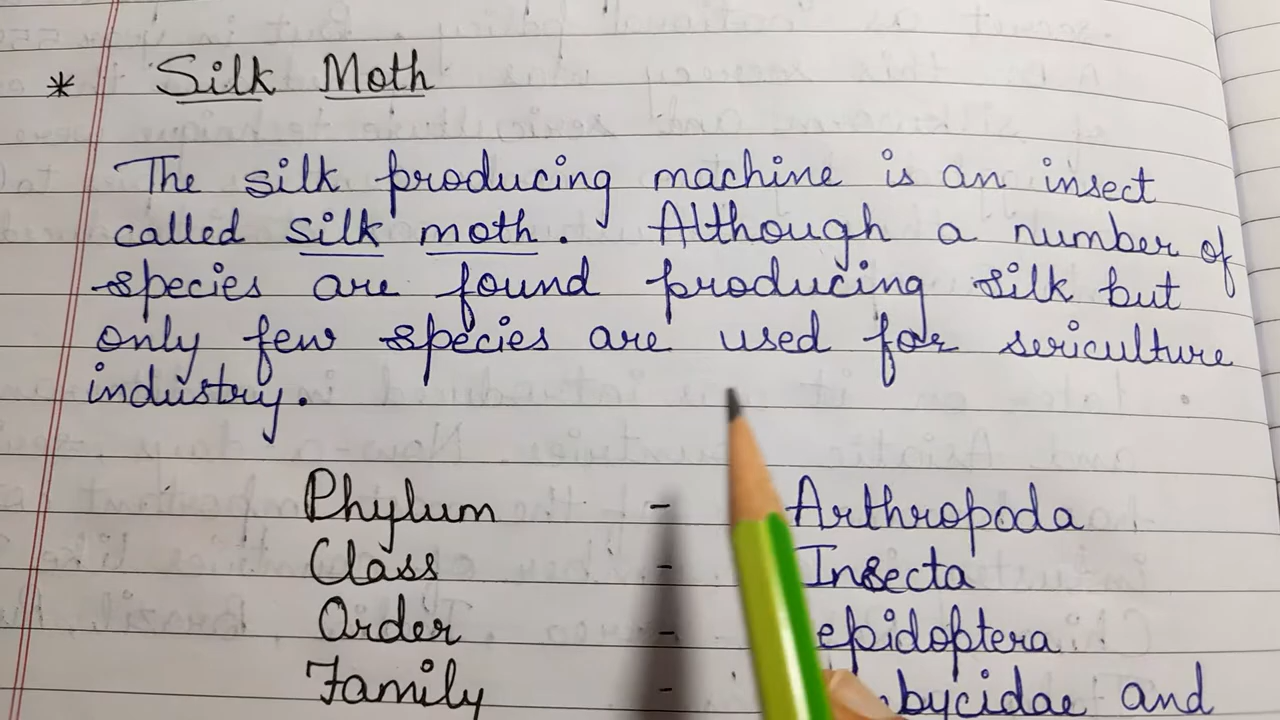 * Silk Moth
The silk producing machine is an insect
called silk moth. Although a number of
species are found producing silk but
only few species are used for sericulture
industry.
Phylum - Arthropoda
Class - Insecta
Order - epidoptera
Family - bycidae and